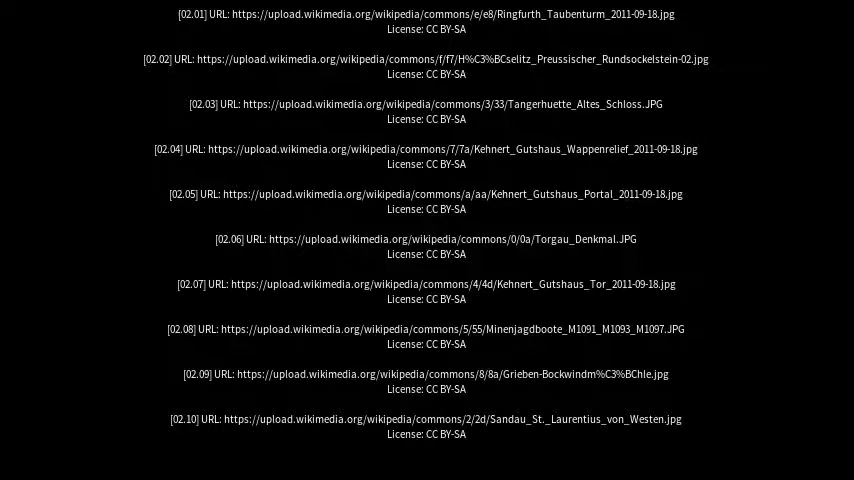 [02.01] URL: https://upload.wikimedia.org/wikipedia/commons/e/e8/Ringfurth_Taubenturm_2011-09-18.jpg
License: CC BY-SA
[02.02] URL: https://upload.wikimedia.org/wikipedia/commons/f/f7/H%C3%BCselitz_Preussischer_Rundsockelstein-02.jpg
License: CC BY-SA
[02.03] URL: https://upload.wikimedia.org/wikipedia/commons/3/33/Tangerhuette_Altes_Schloss.JPG
License: CC BY-SA
[02.04] URL: https://upload.wikimedia.org/wikipedia/commons/7/7a/Kehnert_Gutshaus_Wappenrelief_2011-09-18.jpg
License: CC BY-SA
[02.05] URL: https://upload.wikimedia.org/wikipedia/commons/a/aa/Kehnert_Gutshaus_Portal_2011-09-18.jpg
License: CC BY-SA
[02.06] URL: https://upload.wikimedia.org/wikipedia/commons/0/0a/Torgau_Denkmal.JPG
License: CC BY-SA
[02.07] URL: https://upload.wikimedia.org/wikipedia/commons/4/4d/Kehnert_Gutshaus_Tor_2011-09-18.jpg
License: CC BY-SA
[02.08] URL: https://upload.wikimedia.org/wikipedia/commons/5/55/Minenjagdboote_M1091_M1093_M1097.JPG
License: CC BY-SA
[02.09] URL: https://upload.wikimedia.org/wikipedia/commons/8/8a/Grieben-Bockwindm%C3%BChle.jpg
License: CC BY-SA
[02.10] URL: https://upload.wikimedia.org/wikipedia/commons/2/2d/Sandau_St._Laurentius_von_Westen.jpg
License: CC BY-SA